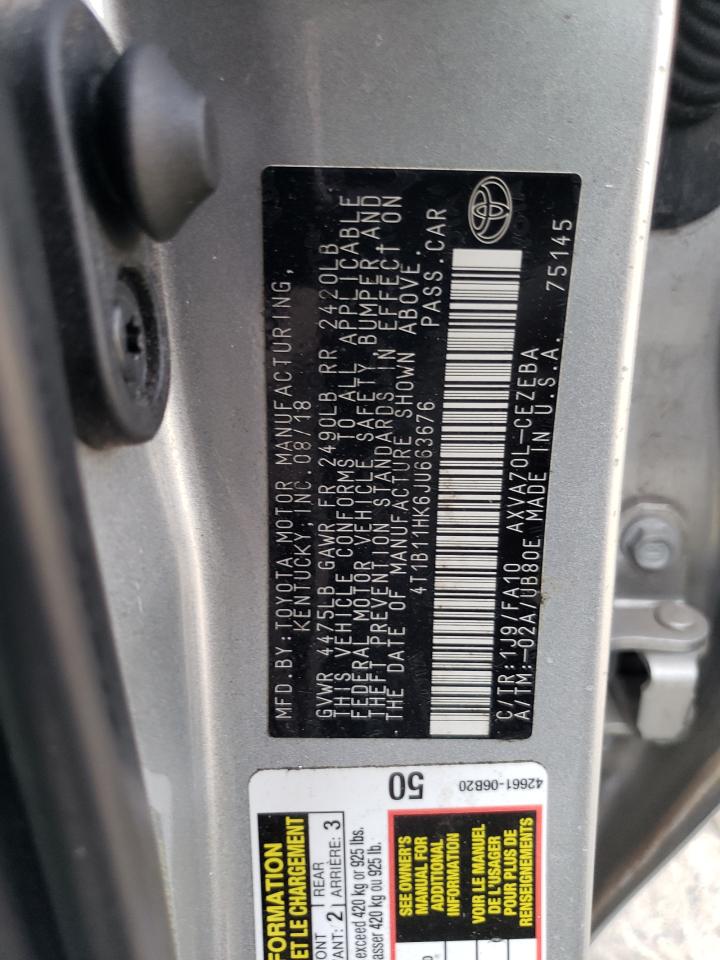 MFD.BY:TOYOTA MOTOR MANUFACTURING,
KENTUCKY, INC. 08/18
GVWR 4475LB GAWR FR 2490LB RR 2420LB
THIS VEHICLE CONFORMS TO ALL APPLICABLE
FEDERAL MOTOR VEHICLE SAFETY, BUMPER, AND
THEFT PREVENTION STANDARDS IN EFFECT ON
THE DATE OF MANUFACTURE SHOWN ABOVE.
4T1B11HK6JU663676 PASS.CAR
C/TR:1J9/FA10 AXVA70L-CEZEBA
A/TM:-02A/UB80E MADE IN U.S.A. 75145
50
42661-06B20
ET LE CHARGEMENT
REAR
2 ARRIÈRE: 3
exceed 420 kg or 925 lbs.
420 kg ou 925 lb.
SEE OWNER'S
MANUAL FOR
ADDITIONAL
INFORMATION
VOIR LE MANUEL
DE L'USAGER
POUR PLUS DE
RENSEIGNEMENTS